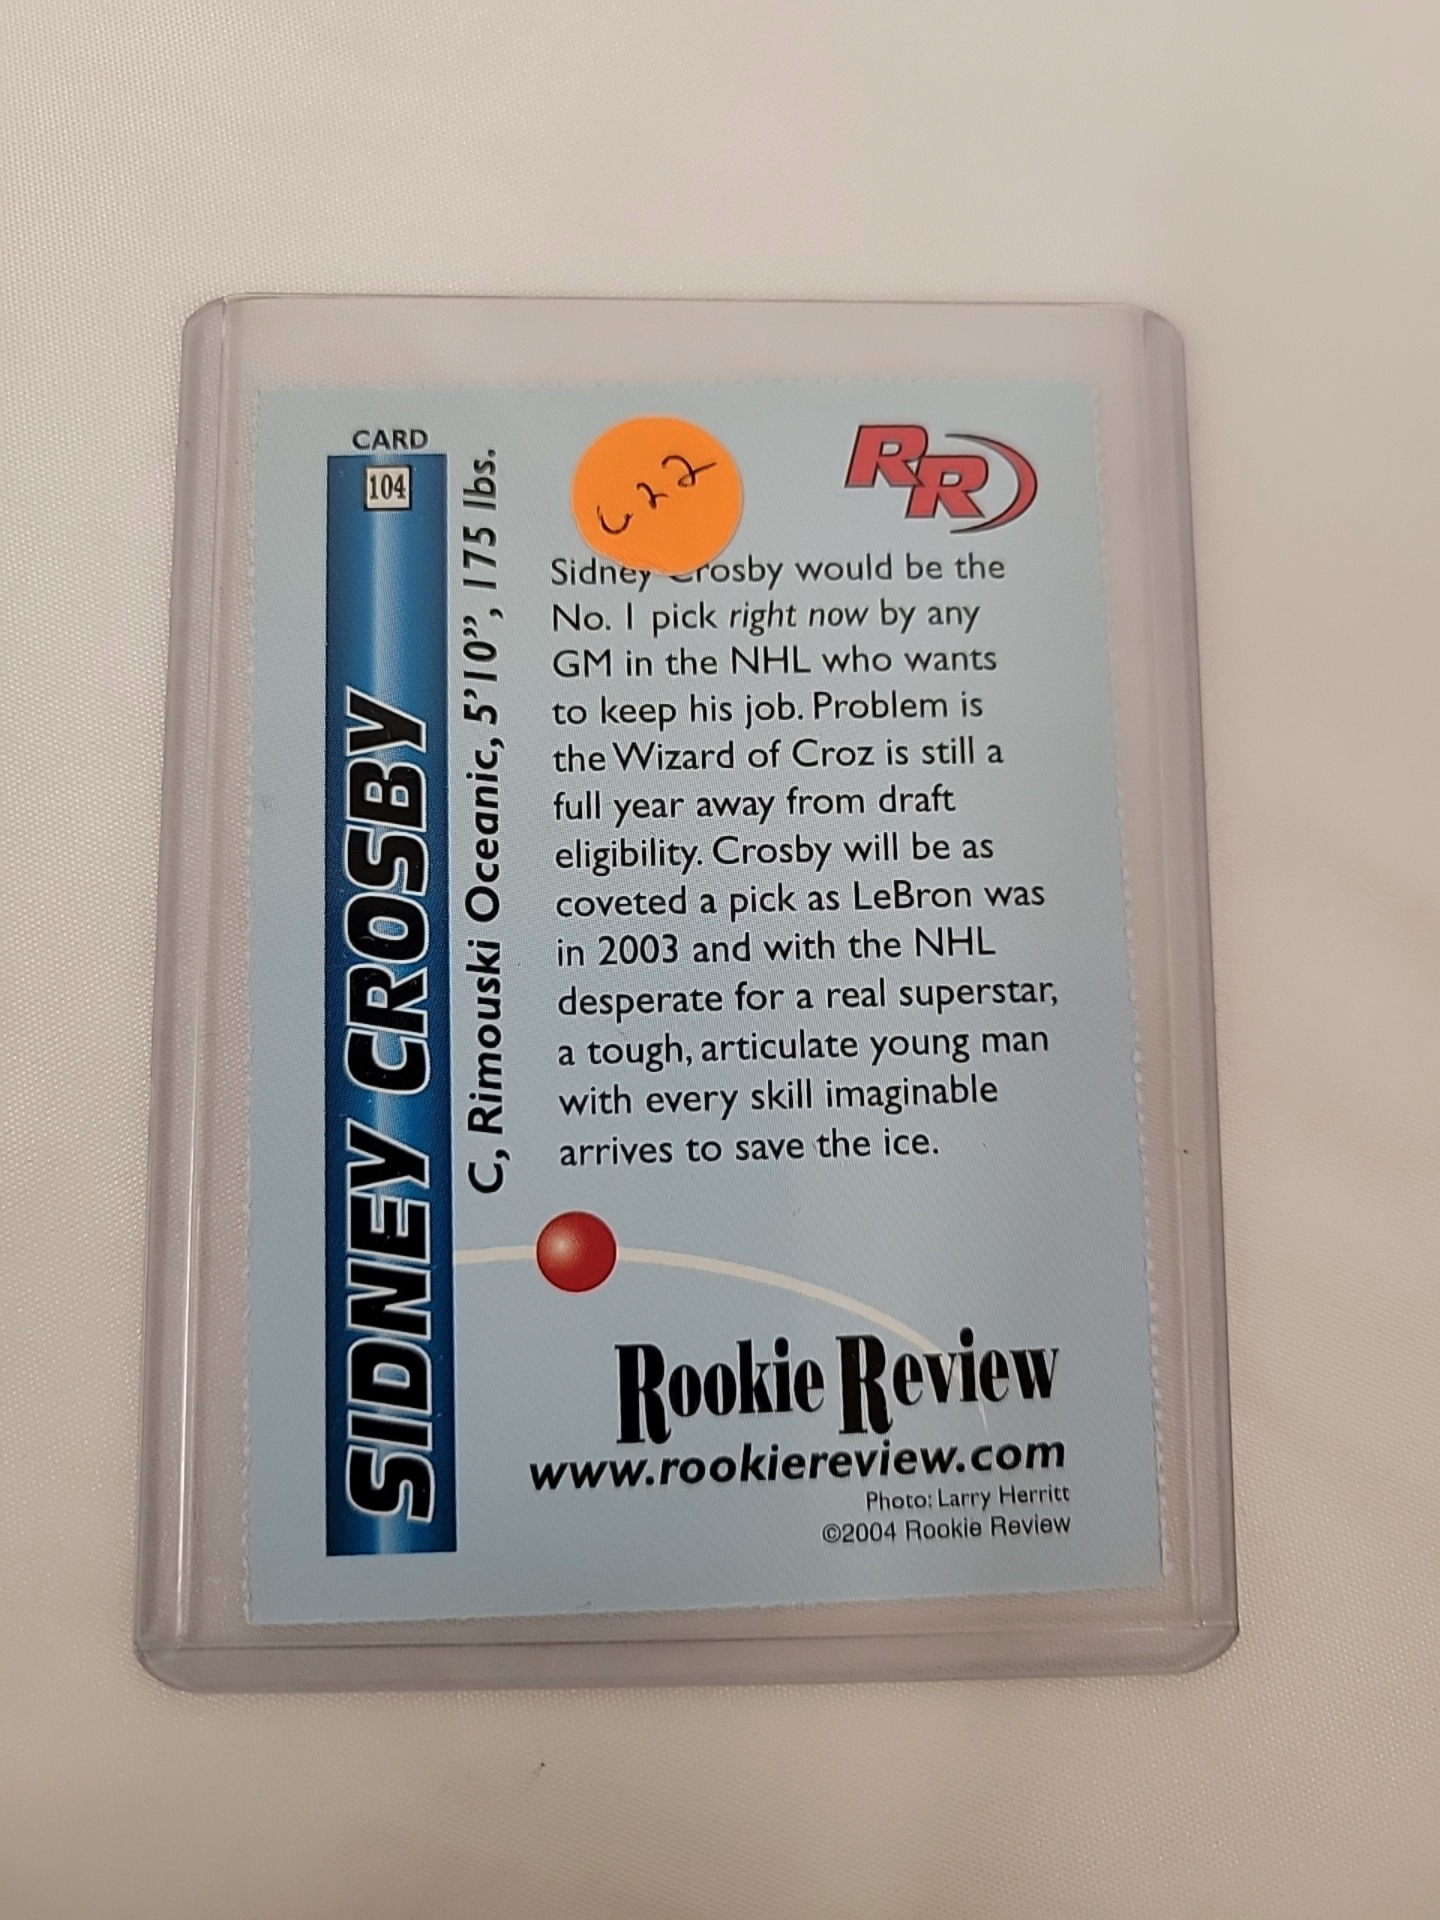 CARD
104
SIDNEY CROSBY
C, Rimouski Oceanic, 5'10", 175 lbs.
C22
RR
Sidney Crosby would be the
No. 1 pick right now by any
GM in the NHL who wants
to keep his job. Problem is
the Wizard of Croz is still a
full year away from draft
eligibility. Crosby will be as
coveted a pick as LeBron was
in 2003 and with the NHL
desperate for a real superstar,
a tough, articulate young man
with every skill imaginable
arrives to save the ice.
Rookie Review
www.rookiereview.com
Photo: Larry Herritt
©2004 Rookie Review